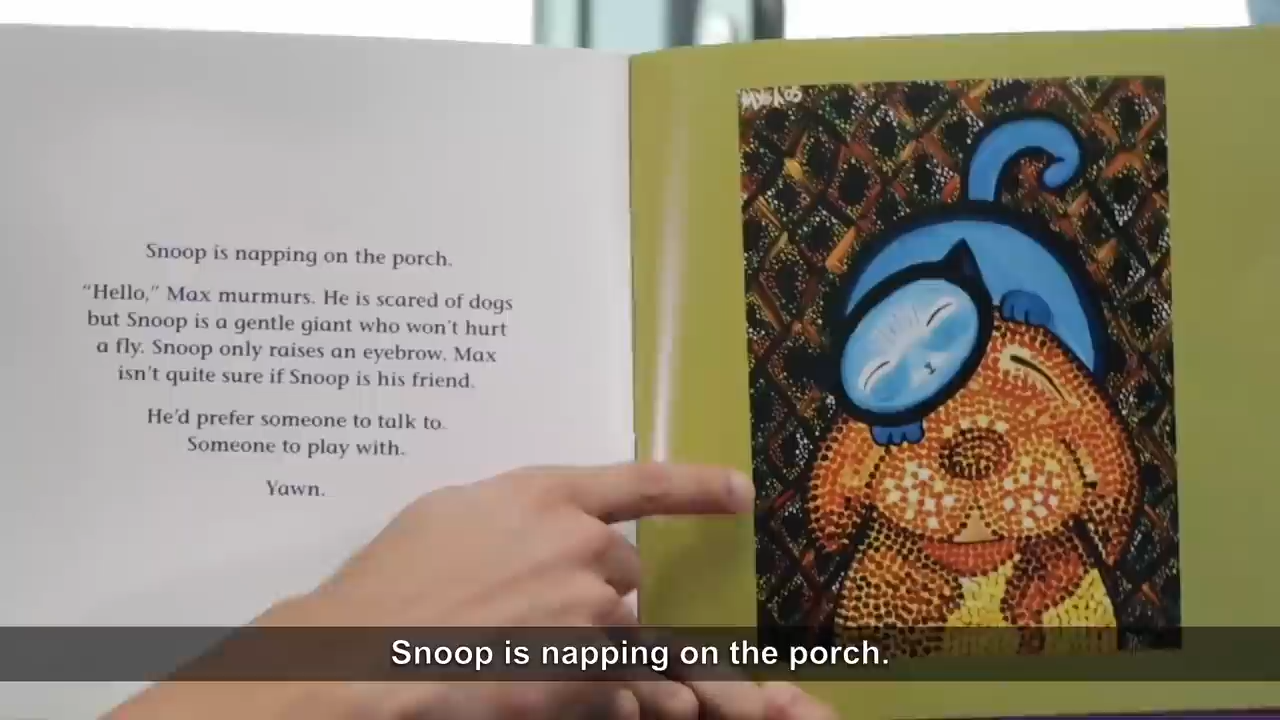 Snoop is napping on the porch.
“Hello,” Max murmurs. He is scared of dogs
but Snoop is a gentle giant who won't hurt
a fly. Snoop only raises an eyebrow. Max
isn't quite sure if Snoop is his friend.
He'd prefer someone to talk to.
Someone to play with.
Yawn.
Snoop is napping on the porch.